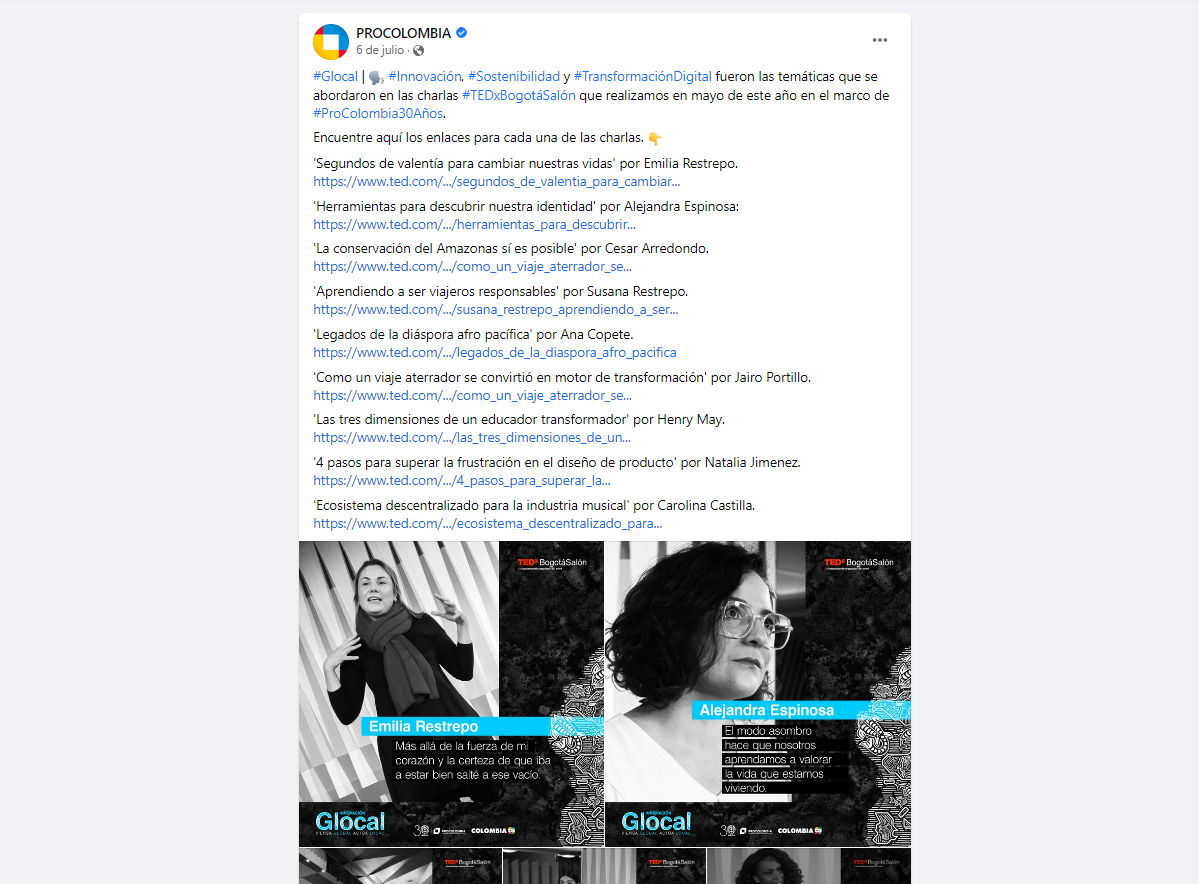 PROCOLOMBIA
6 de julio ·
#Glocal | 🗣️ #Innovación, #Sostenibilidad y #TransformaciónDigital fueron las temáticas que se
abordaron en las charlas #TEDxBogotáSalón que realizamos en mayo de este año en el marco de
#ProColombia30Años.
Encuentre aquí los enlaces para cada una de las charlas. 👇
'Segundos de valentía para cambiar nuestras vidas' por Emilia Restrepo.
https://www.ted.com/.../segundos_de_valentia_para_cambiar...
'Herramientas para descubrir nuestra identidad' por Alejandra Espinosa:
https://www.ted.com/.../herramientas_para_descubrir...
'La conservación del Amazonas sí es posible' por Cesar Arredondo.
https://www.ted.com/.../como_un_viaje_aterrador_se...
'Aprendiendo a ser viajeros responsables' por Susana Restrepo.
https://www.ted.com/.../susana_restrepo_aprendiendo_a_ser...
'Legados de la diáspora afro pacífica' por Ana Copete.
https://www.ted.com/.../legados_de_la_diaspora_afro_pacifica
'Como un viaje aterrador se convirtió en motor de transformación' por Jairo Portillo.
https://www.ted.com/.../como_un_viaje_aterrador_se...
'Las tres dimensiones de un educador transformador' por Henry May.
https://www.ted.com/.../las_tres_dimensiones_de_un...
'4 pasos para superar la frustración en el diseño de producto' por Natalia Jimenez.
https://www.ted.com/.../4_pasos_para_superar_la...
'Ecosistema descentralizado para la industria musical' por Carolina Castilla.
https://www.ted.com/.../ecosistema_descentralizado_para...
TEDx BogotáSalón
Emilia Restrepo
Más allá de la fuerza de mi
corazón y la certeza de que iba
a estar bien salté a ese vacío.
INNOVACIÓN
Glocal
PIENSA GLOBAL ACTÚA LOCAL
30 PROCOLOMBIA COLOMBIA CO
TEDx BogotáSalón
Alejandra Espinosa
El modo asombro
hace que nosotros
aprendamos a valorar
la vida que estamos
viviendo.
INNOVACIÓN
Glocal
PIENSA GLOBAL ACTÚA LOCAL
30 PROCOLOMBIA COLOMBIA CO
TEDx BogotáSalón
TEDx BogotáSalón
TEDx BogotáSalón